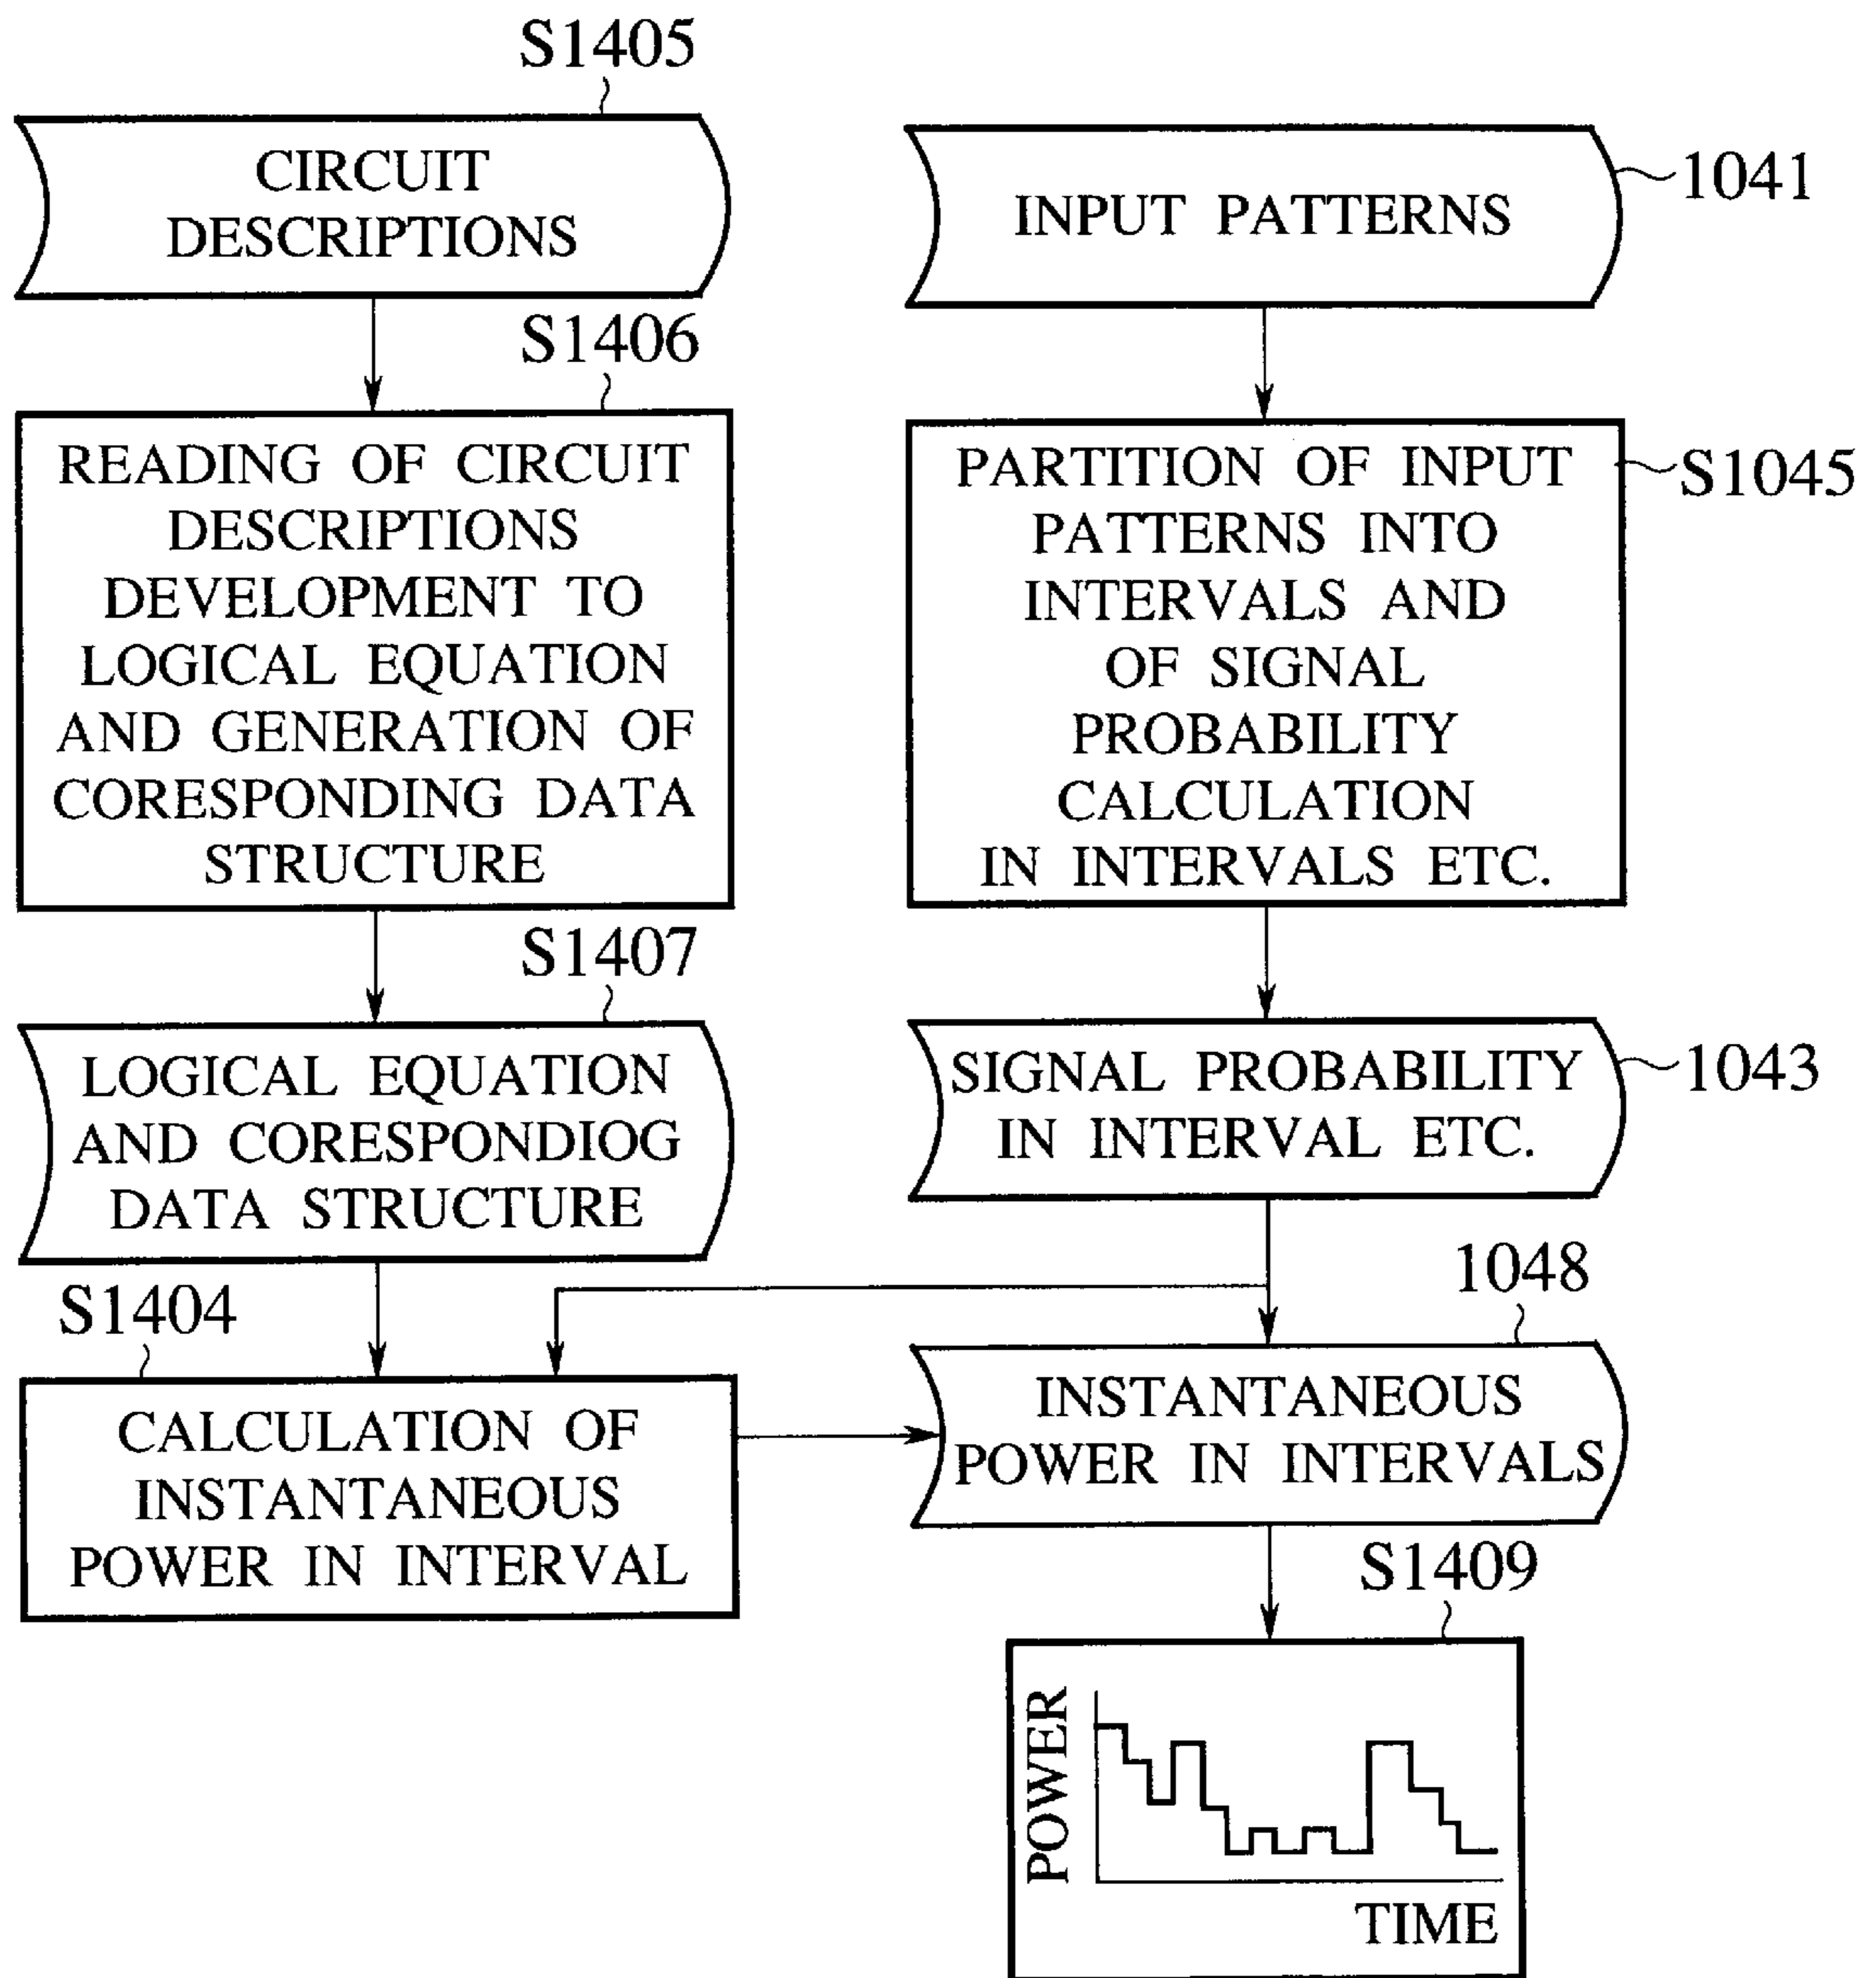 S1405
CIRCUIT
DESCRIPTIONS
INPUT PATTERNS
1041
S1406
READING OF CIRCUIT
DESCRIPTIONS
DEVELOPMENT TO
LOGICAL EQUATION
AND GENERATION OF
CORESPONDING DATA
STRUCTURE
PARTITION OF INPUT
PATTERNS INTO
INTERVALS AND
OF SIGNAL
PROBABILITY
CALCULATION
IN INTERVALS ETC.
S1045
S1407
LOGICAL EQUATION
AND CORESPONDIOG
DATA STRUCTURE
SIGNAL PROBABILITY
IN INTERVAL ETC.
1043
S1404
CALCULATION OF
INSTANTANEOUS
POWER IN INTERVAL
1048
INSTANTANEOUS
POWER IN INTERVALS
S1409
POWER
TIME